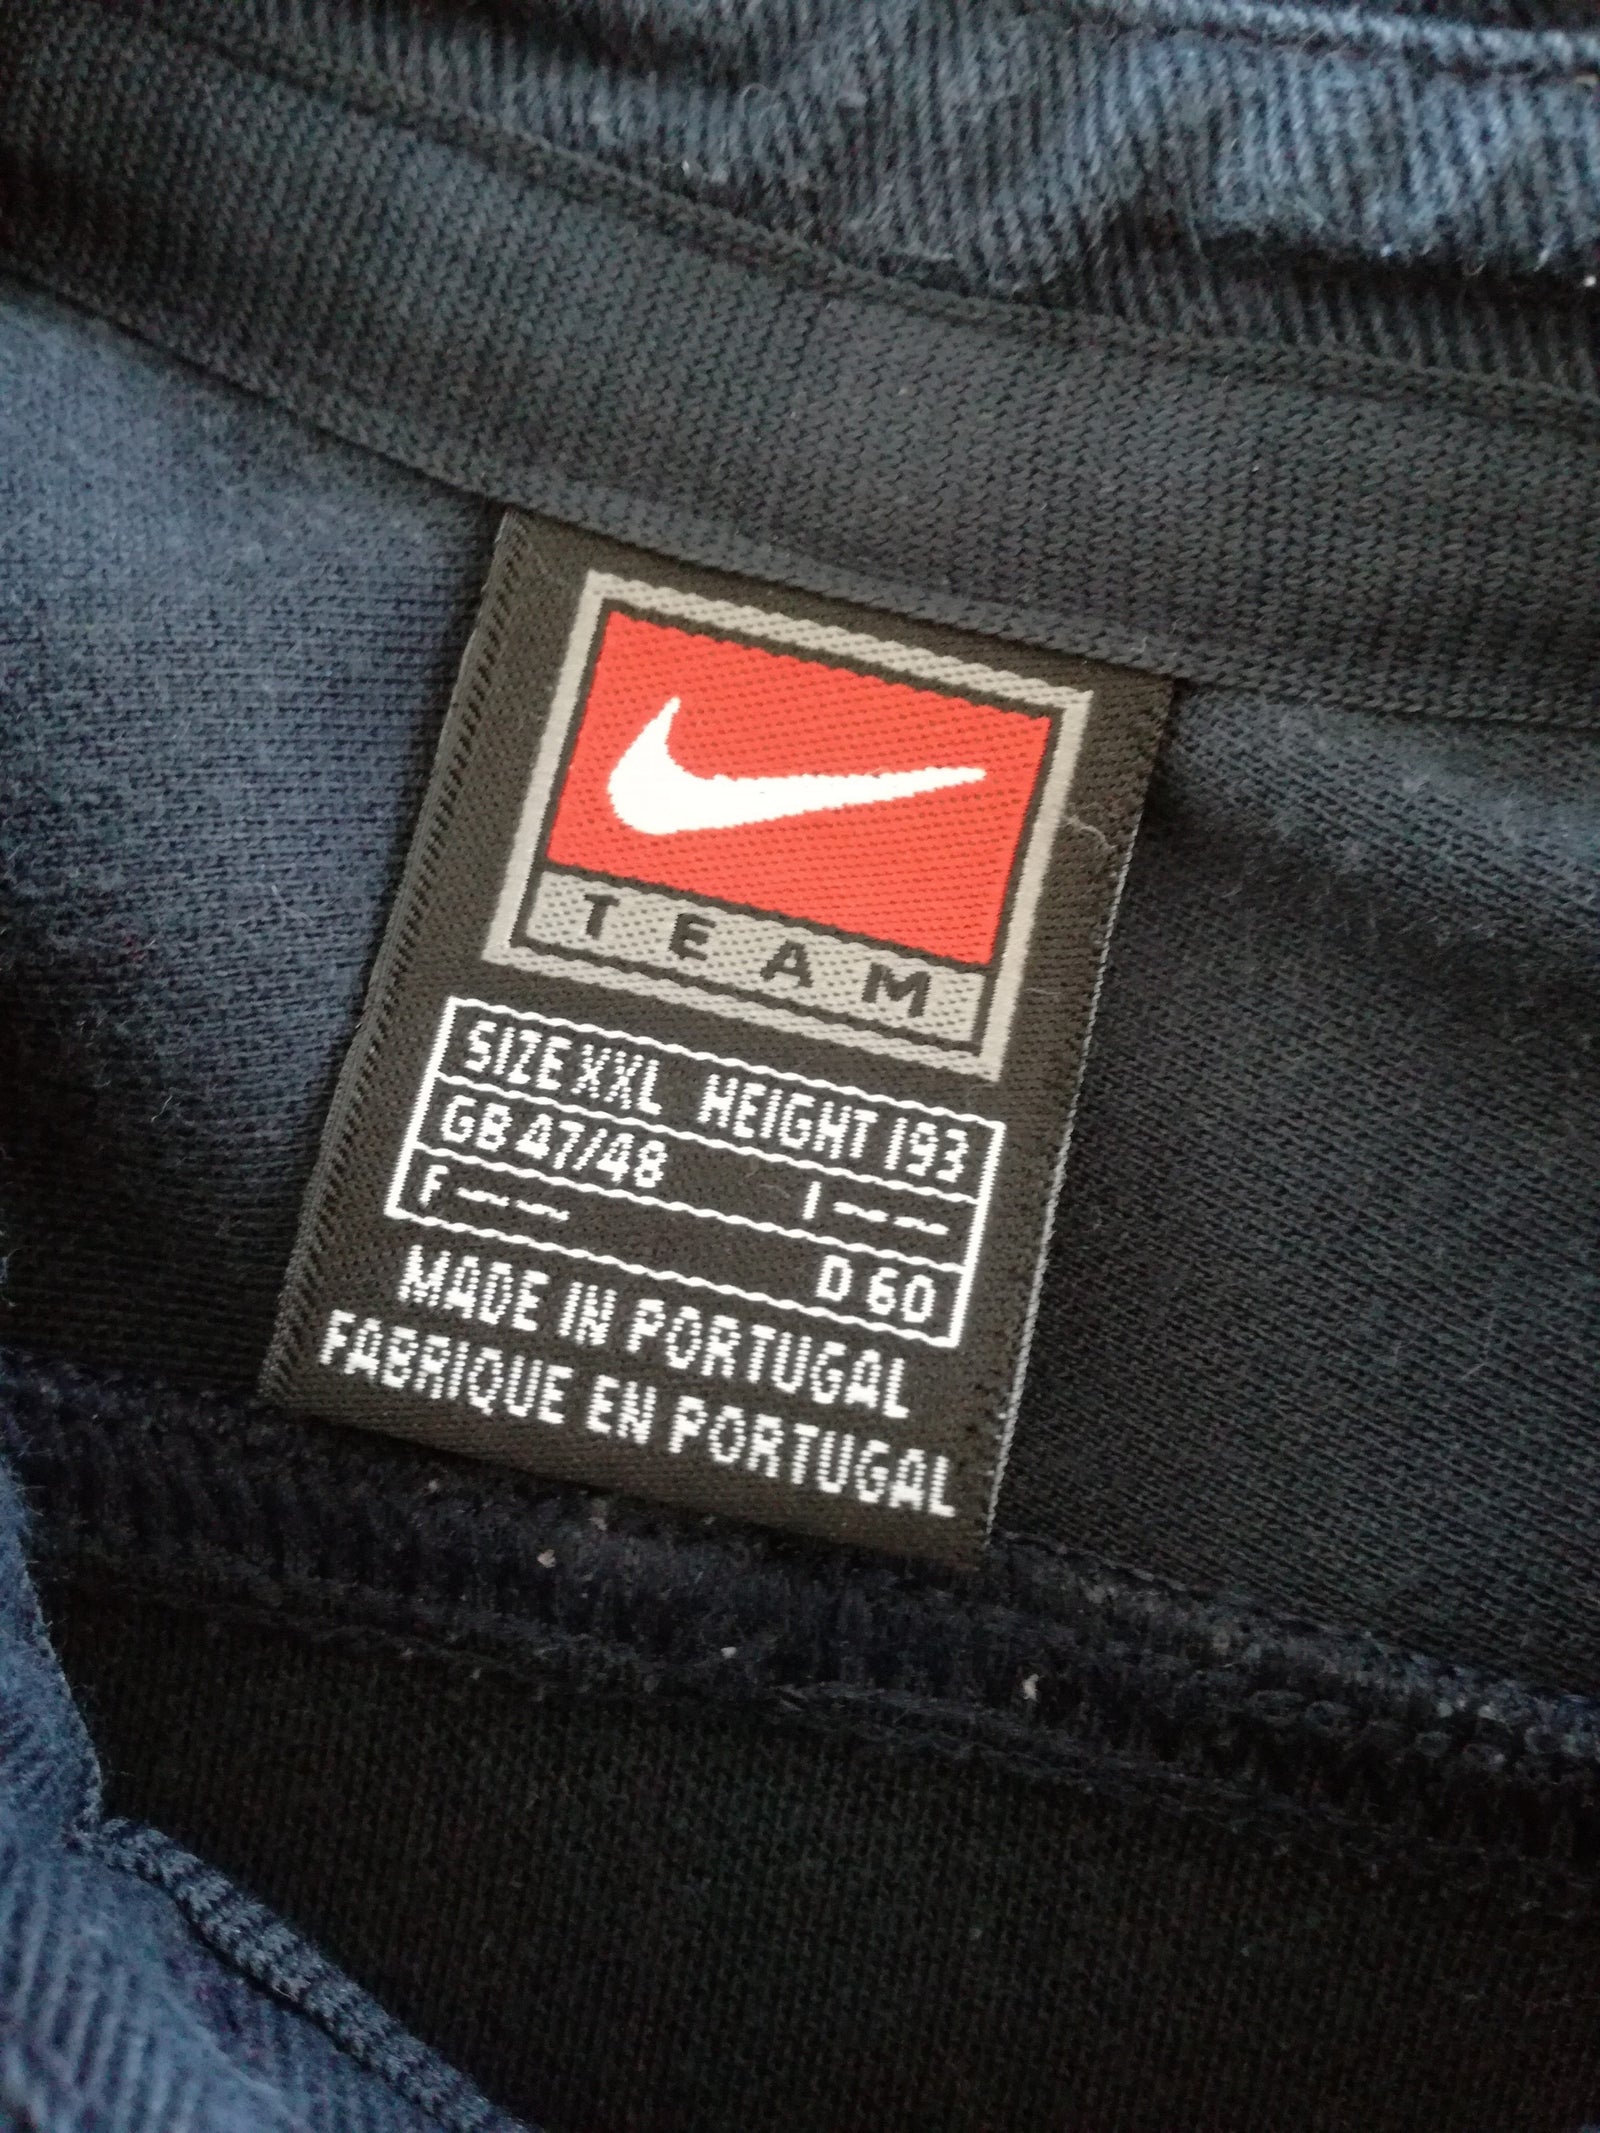 TEAM
SIZE XXL HEIGHT 193
GB 47/48 I -- --
F -- -- D 60
MADE IN PORTUGAL
FABRIQUE EN PORTUGAL